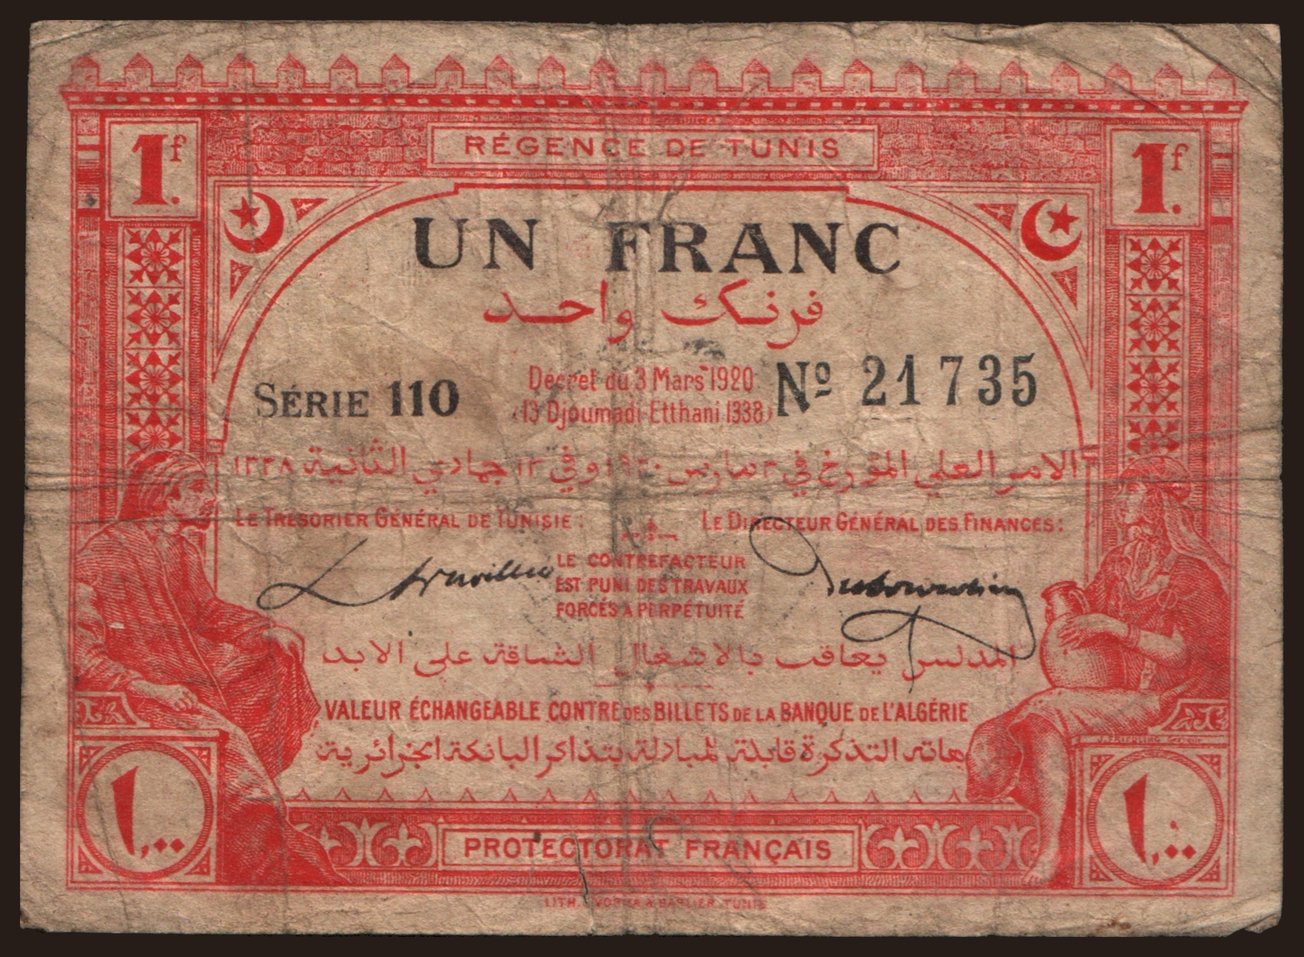 RÉGENCE DE TUNIS
1f. 1f.
UN FRANC
فرنك واحد
SÉRIE 110
Décret du 3 Mars 1920
(13 Djoumadi-Etthani 1338)
Nº 21735
الامر العلي المؤرخ في ٣ مارس ١٩٢٠ وفي ١٣ جمادي الثانية ١٣٣٨
LE TRÉSORIER GÉNÉRAL DE TUNISIE:
LE DIRECTEUR GÉNÉRAL DES FINANCES:
LE CONTREFACTEUR
EST PUNI DES TRAVAUX
FORCÉS A PERPÉTUITÉ
المدلس يعاقب بالاشغال الشاقة على الابد
VALEUR ÉCHANGEABLE CONTRE DES BILLETS DE LA BANQUE DE L'ALGÉRIE
هاته التذكرة قابلة للمبادلة بتذاكر البانكة الجزائرية
١,٠٠ ١,٠٠
PROTECTORAT FRANÇAIS
LITH. TUNIS